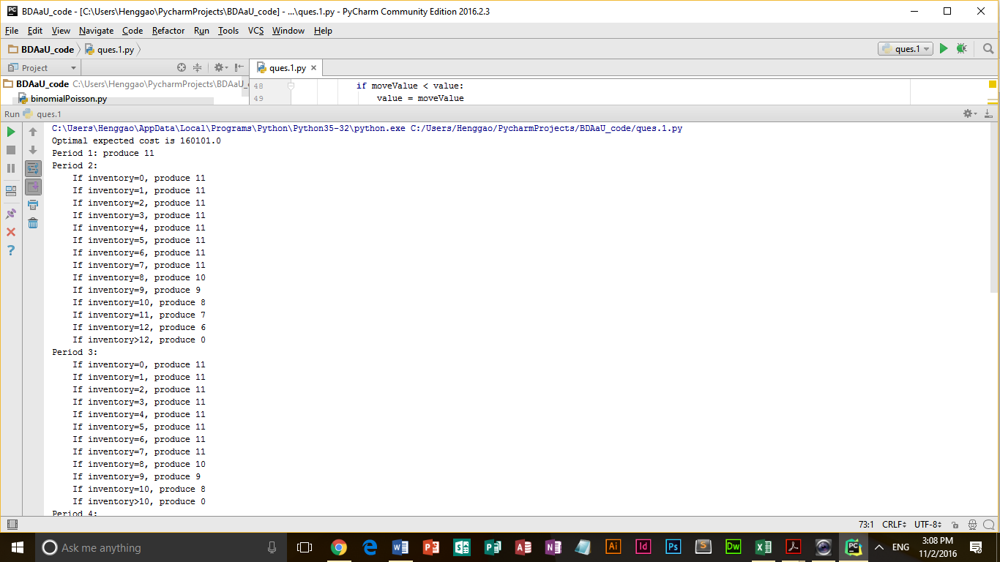 BDAaU_code - [C:\Users\Henggao\PycharmProjects\BDAaU_code] - ...\ques.1.py - PyCharm Community Edition 2016.2.3
File Edit View Navigate Code Refactor Run Tools VCS Window Help
BDAaU_code ques.1.py ques.1
Project ques.1.py
BDAaU_code C:\Users\Henggao\PycharmProjects\BDAaU_
binomialPoisson.py
48 if moveValue < value:
49 value = moveValue
Run ques.1
C:\Users\Henggao\AppData\Local\Programs\Python\Python35-32\python.exe C:/Users/Henggao/PycharmProjects/BDAaU_code/ques.1.py
Optimal expected cost is 160101.0
Period 1: produce 11
Period 2:
If inventory=0, produce 11
If inventory=1, produce 11
If inventory=2, produce 11
If inventory=3, produce 11
If inventory=4, produce 11
If inventory=5, produce 11
If inventory=6, produce 11
If inventory=7, produce 11
If inventory=8, produce 10
If inventory=9, produce 9
If inventory=10, produce 8
If inventory=11, produce 7
If inventory=12, produce 6
If inventory>12, produce 0
Period 3:
If inventory=0, produce 11
If inventory=1, produce 11
If inventory=2, produce 11
If inventory=3, produce 11
If inventory=4, produce 11
If inventory=5, produce 11
If inventory=6, produce 11
If inventory=7, produce 11
If inventory=8, produce 10
If inventory=9, produce 9
If inventory=10, produce 8
If inventory>10, produce 0
Period 4:
73:1 CRLF UTF-8
Ask me anything
ENG
3:08 PM
11/2/2016